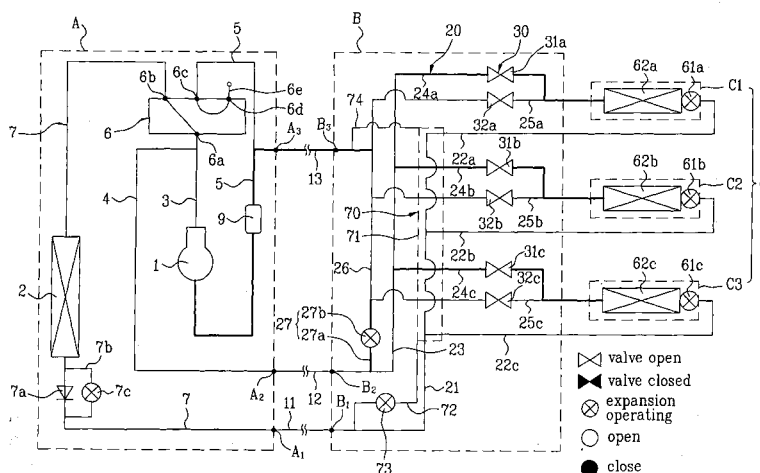 A
5
B
20
30
31a
62a
61a
C1
6b
6c
6e
6d
24a
7
6
74
32a
25a
6a
A3
B3
22a
31b
62b
61b
C2
C
13
24b
4
3
5
70
9
71
32b
25b
22b
31c
1
26
32c
62c
61c
C3
2
24c
27b
27
27a
25c
23
22c
7b
A2
12
B2
21
7a
7c
B1
72
7
11
A1
73
valve open
valve closed
expansion operating
open
close